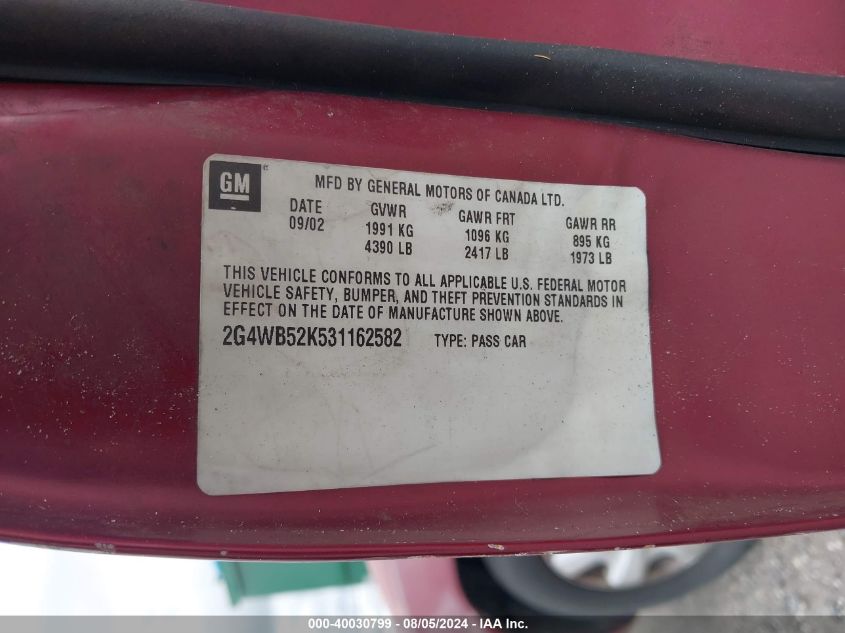 GM
MFD BY GENERAL MOTORS OF CANADA LTD.
DATE GVWR GAWR FRT GAWR RR
09/02 1991 KG 1096 KG 895 KG
4390 LB 2417 LB 1973 LB
THIS VEHICLE CONFORMS TO ALL APPLICABLE U.S. FEDERAL MOTOR
VEHICLE SAFETY, BUMPER, AND THEFT PREVENTION STANDARDS IN
EFFECT ON THE DATE OF MANUFACTURE SHOWN ABOVE.
2G4WB52K531162582 TYPE: PASS CAR
000-40030799 - 08/05/2024 - IAA Inc.